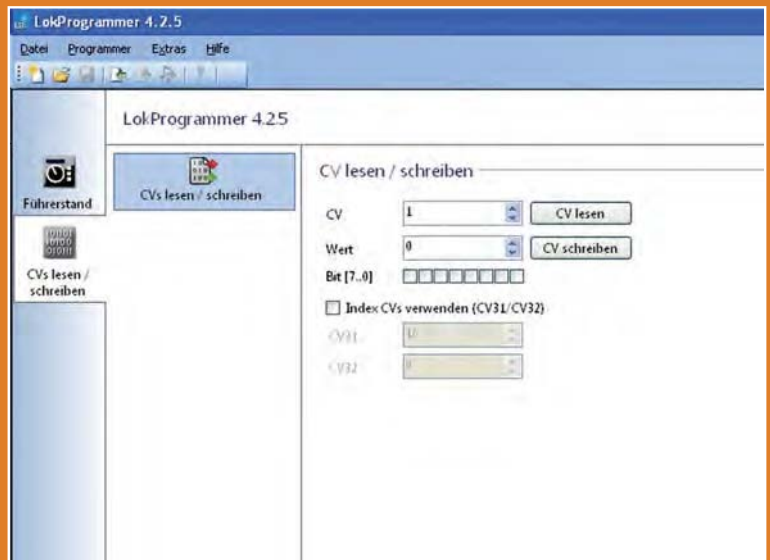 LokProgrammer 4.2.5
Datei Programmer Extras Hilfe
LokProgrammer 4.2.5
Führerstand
CVs lesen / schreiben
CVs lesen / schreiben
CV lesen / schreiben
CV 1 CV lesen
Wert 0 CV schreiben
Bit [7..0]
Index CVs verwenden (CV31/CV32)
CV31
CV32